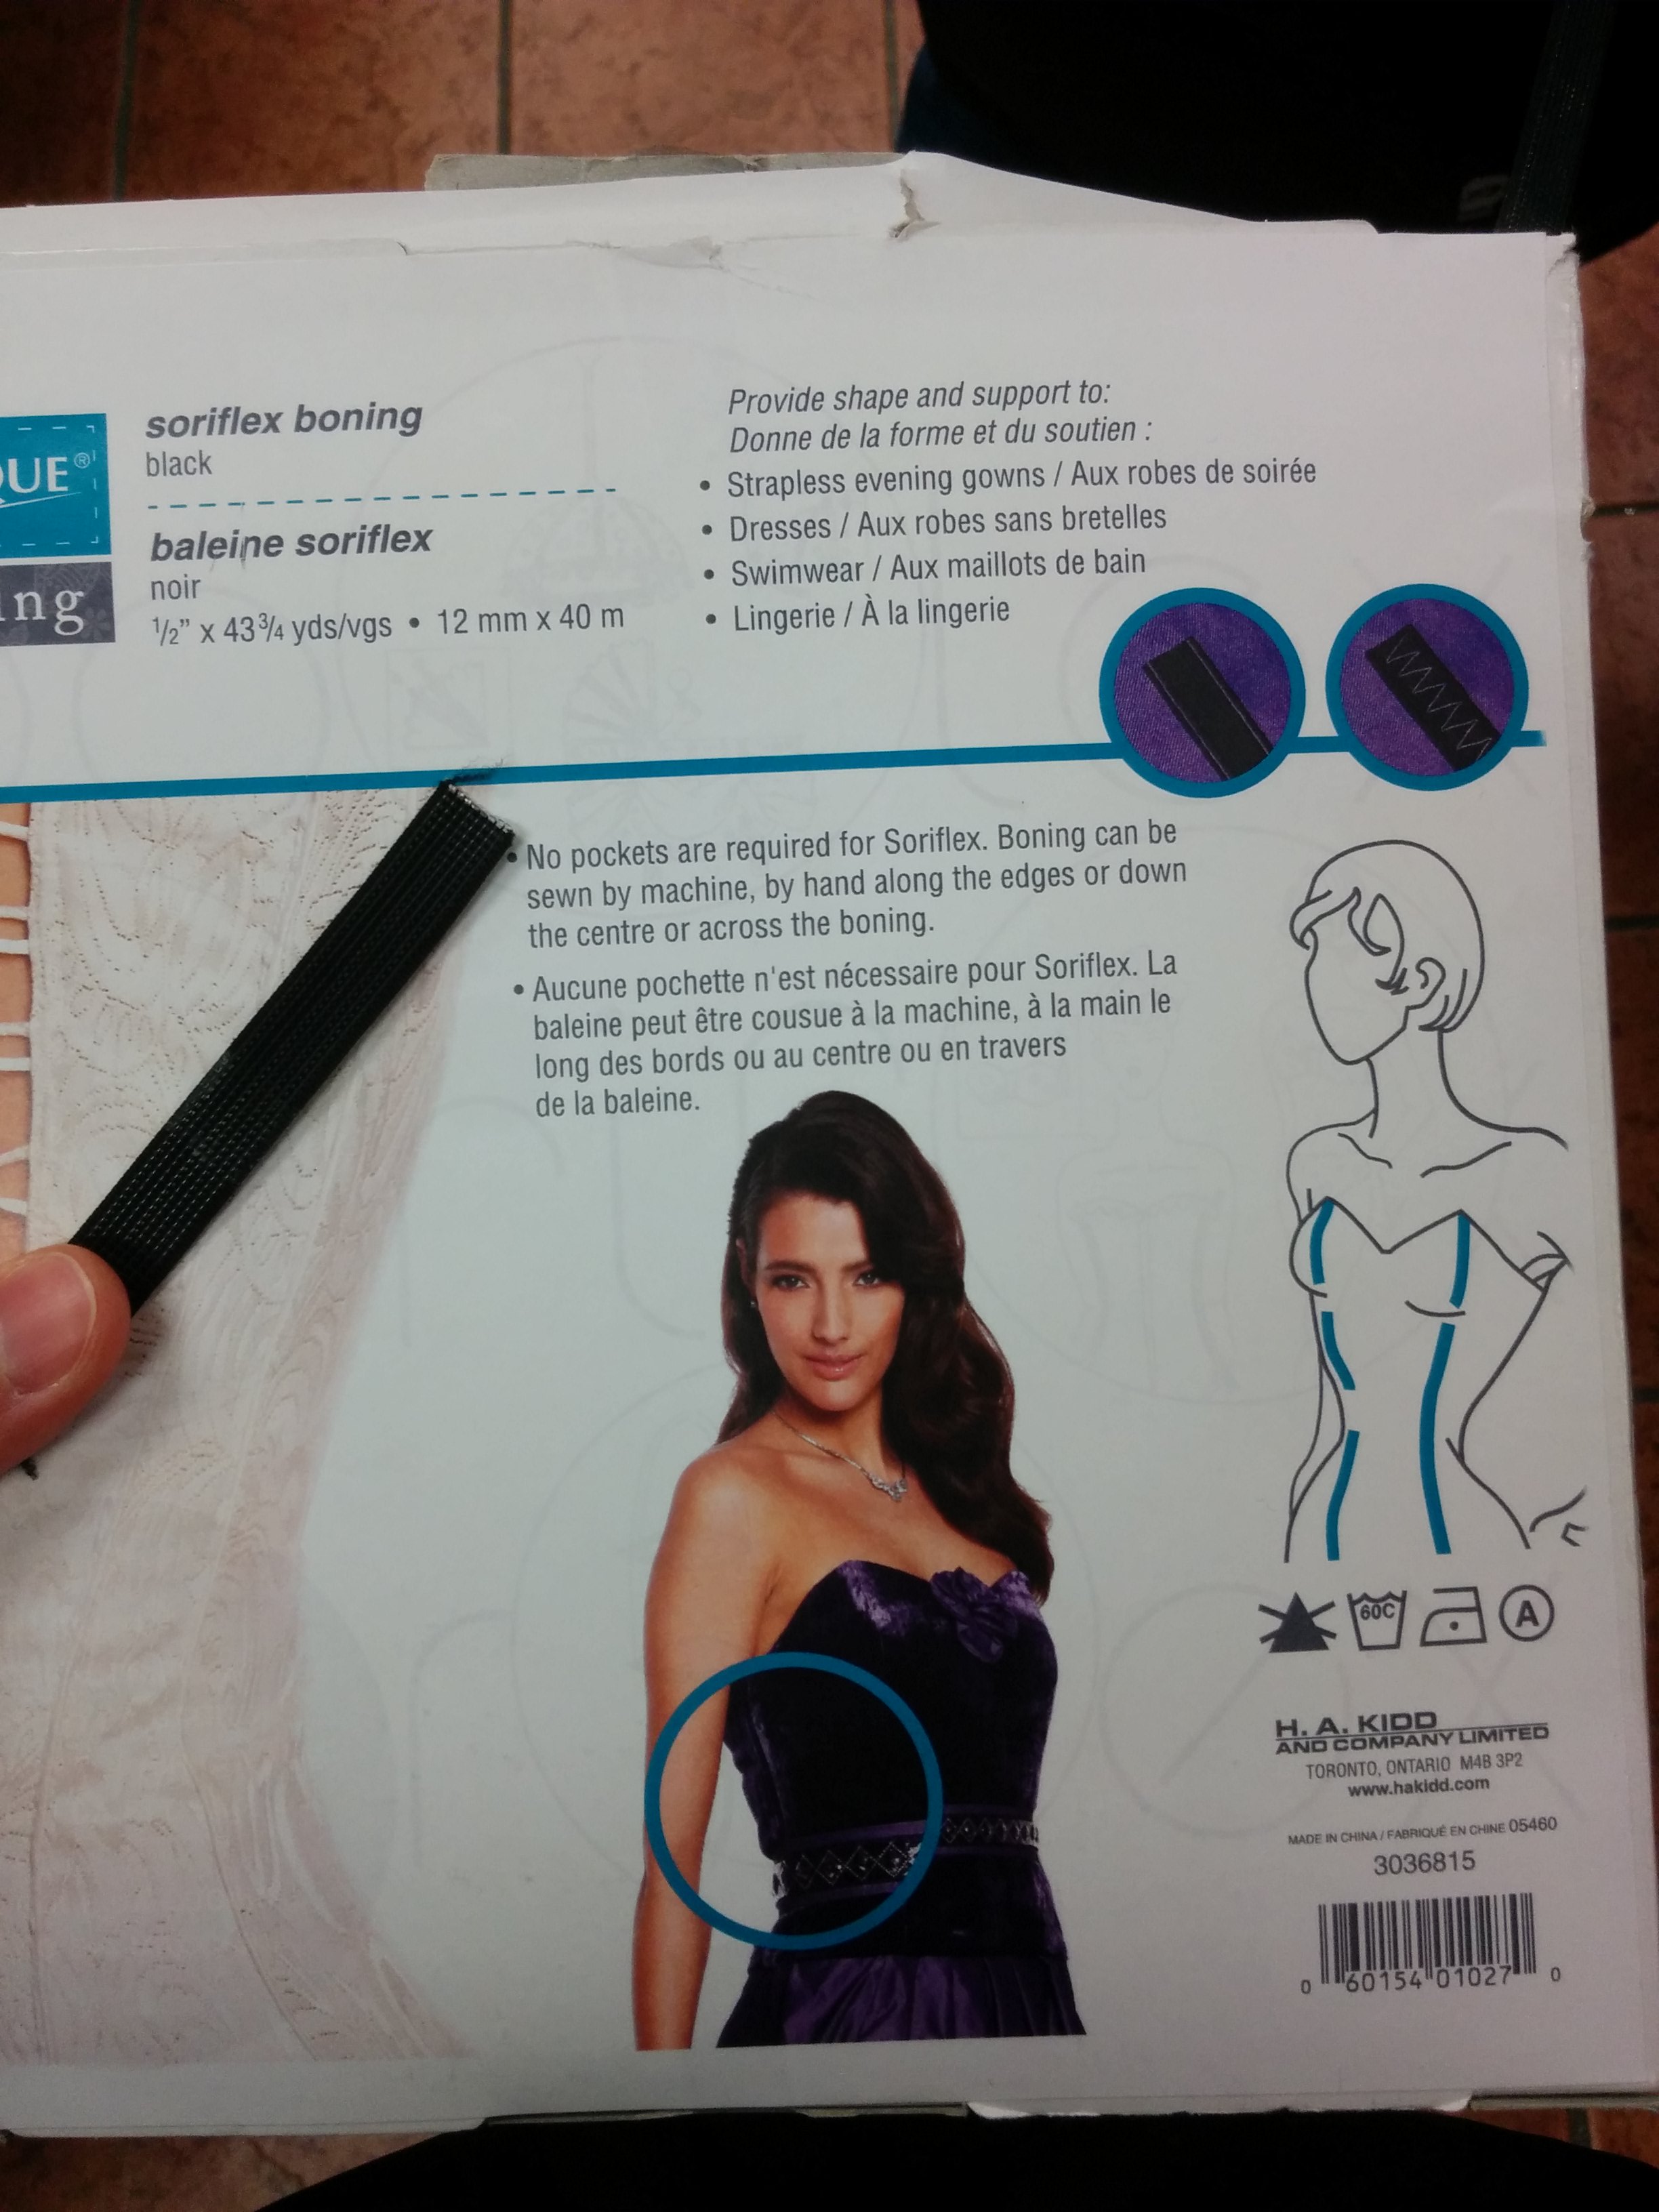 QUE®
ing
soriflex boning
black
baleine soriflex
noir
1/2" x 43 3/4 yds/vgs • 12 mm x 40 m
Provide shape and support to:
Donne de la forme et du soutien :
• Strapless evening gowns / Aux robes de soirée
• Dresses / Aux robes sans bretelles
• Swimwear / Aux maillots de bain
• Lingerie / À la lingerie
• No pockets are required for Soriflex. Boning can be
sewn by machine, by hand along the edges or down
the centre or across the boning.
• Aucune pochette n'est nécessaire pour Soriflex. La
baleine peut être cousue à la machine, à la main le
long des bords ou au centre ou en travers
de la baleine.
60C
A
H. A. KIDD
AND COMPANY LIMITED
TORONTO, ONTARIO M4B 3P2
www.hakidd.com
MADE IN CHINA / FABRIQUÉ EN CHINE 05460
3036815
0 60154 01027 0